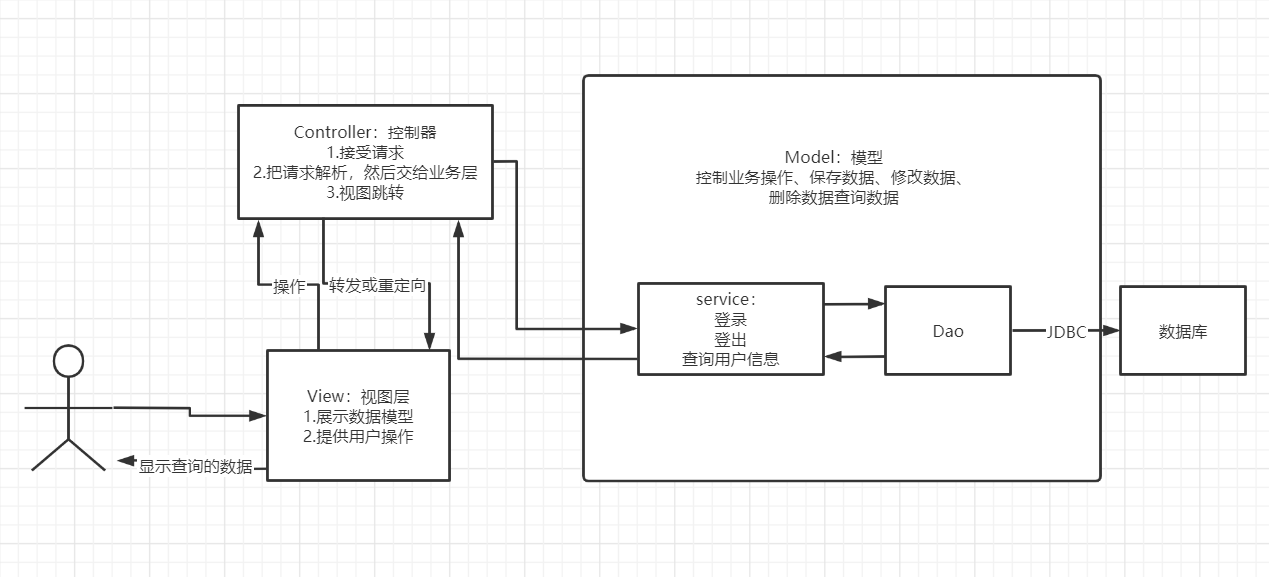 Controller：控制器
1.接受请求
2.把请求解析，然后交给业务层
3.视图跳转
Model：模型
控制业务操作、保存数据、修改数据、
删除数据查询数据
操作
转发或重定向
service：
登录
登出
查询用户信息
Dao
JDBC
数据库
View：视图层
1.展示数据模型
2.提供用户操作
显示查询的数据